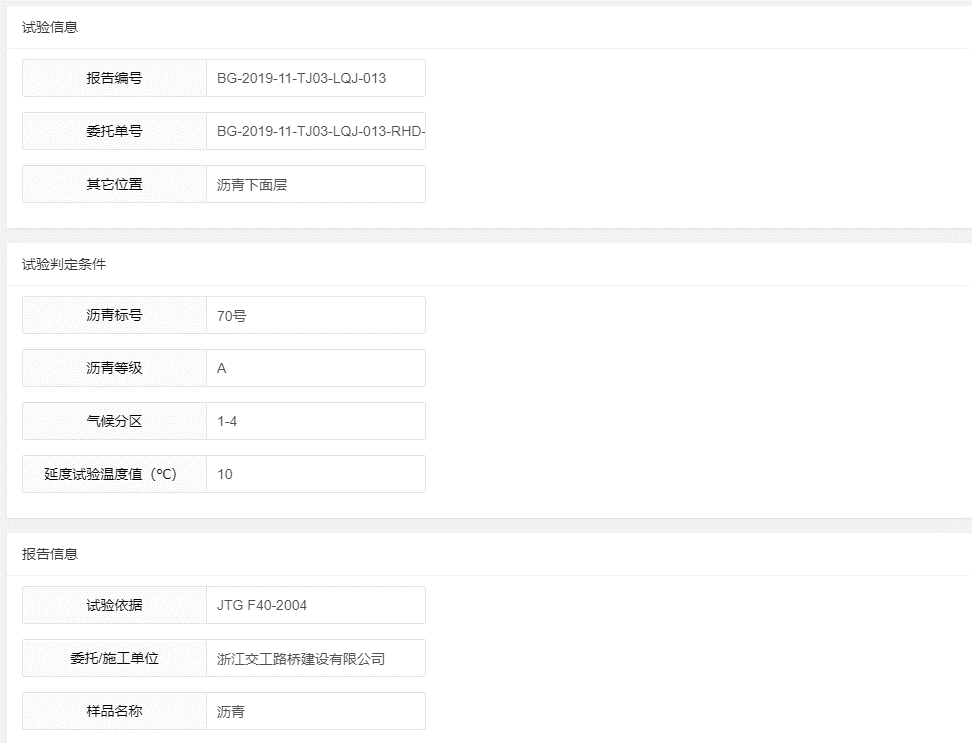 试验信息
报告编号 BG-2019-11-TJ03-LQJ-013
委托单号 BG-2019-11-TJ03-LQJ-013-RHD-
其它位置 沥青下面层
试验判定条件
沥青标号 70号
沥青等级 A
气候分区 1-4
延度试验温度值（℃） 10
报告信息
试验依据 JTG F40-2004
委托/施工单位 浙江交工路桥建设有限公司
样品名称 沥青